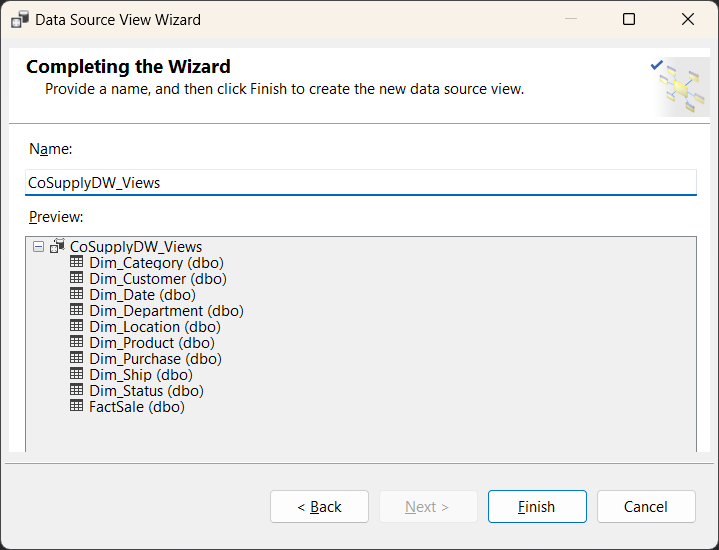 Data Source View Wizard
Completing the Wizard
Provide a name, and then click Finish to create the new data source view.
Name:
CoSupplyDW_Views
Preview:
CoSupplyDW_Views
Dim_Category (dbo)
Dim_Customer (dbo)
Dim_Date (dbo)
Dim_Department (dbo)
Dim_Location (dbo)
Dim_Product (dbo)
Dim_Purchase (dbo)
Dim_Ship (dbo)
Dim_Status (dbo)
FactSale (dbo)
< Back Next > Finish Cancel